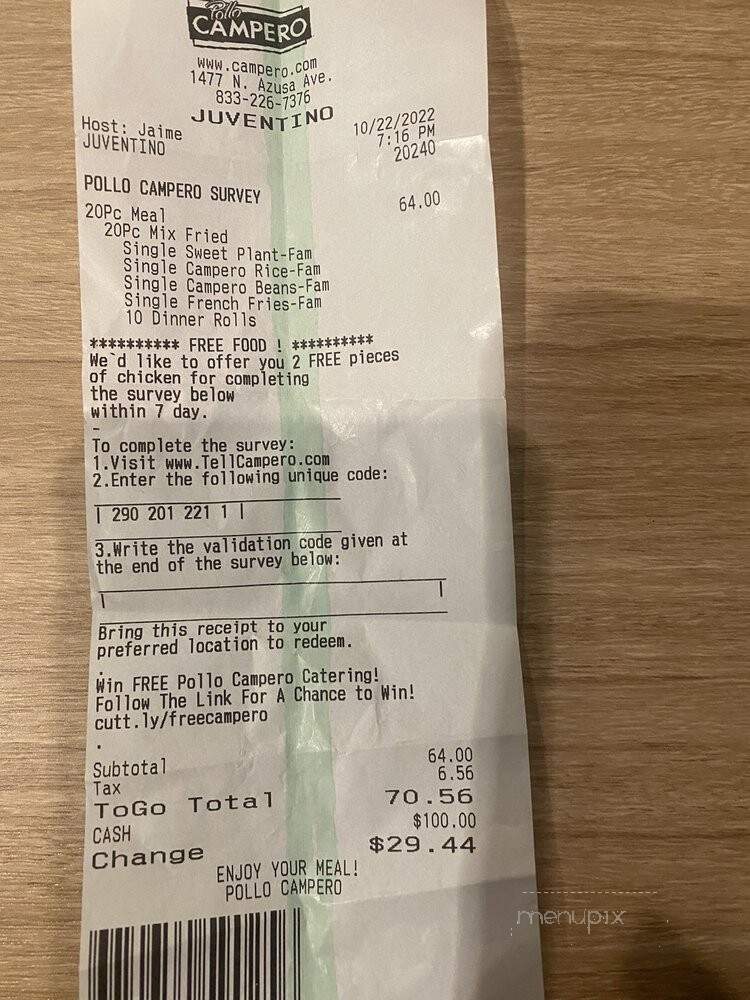 Pollo
CAMPERO
www.campero.com
1477 N. Azusa Ave.
833-226-7376
JUVENTINO
Host: Jaime 10/22/2022
JUVENTINO 7:16 PM
20240
POLLO CAMPERO SURVEY
20Pc Meal 64.00
20Pc Mix Fried
Single Sweet Plant-Fam
Single Campero Rice-Fam
Single Campero Beans-Fam
Single French Fries-Fam
10 Dinner Rolls
********** FREE FOOD ! **********
We`d like to offer you 2 FREE pieces
of chicken for completing
the survey below
within 7 day.
-
To complete the survey:
1.Visit www.TellCampero.com
2.Enter the following unique code:
| 290 201 221 1 |
3.Write the validation code given at
the end of the survey below:
| |
Bring this receipt to your
preferred location to redeem.
.
Win FREE Pollo Campero Catering!
Follow The Link For A Chance to Win!
cutt.ly/freecampero
.
Subtotal 64.00
Tax 6.56
ToGo Total 70.56
CASH $100.00
Change $29.44
ENJOY YOUR MEAL!
POLLO CAMPERO
menupix